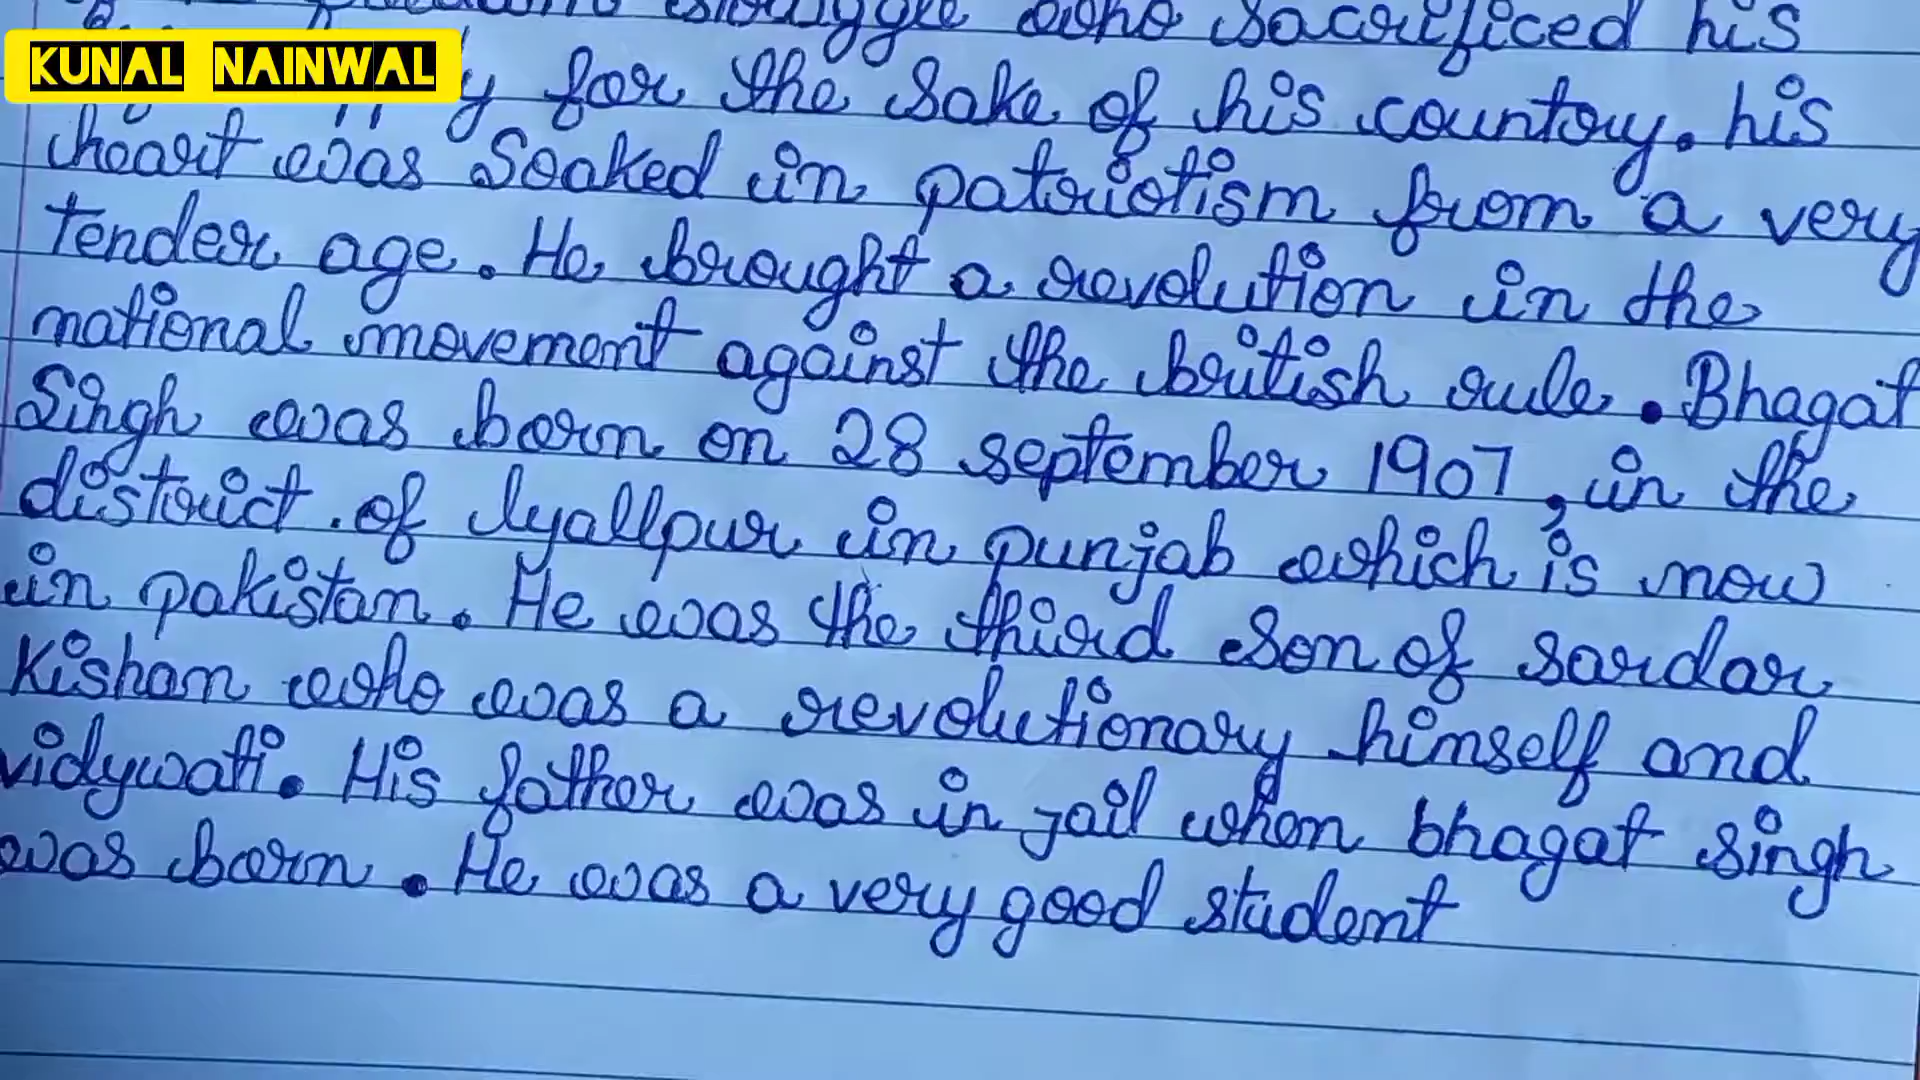 struggle who sacrificed his
KUNAL NAINWAL
for the sake of his country. his
heart was soaked in patriotism from a very
tender age. He brought a revolution in the
national movement against the british rule. Bhagat
Singh was born on 28 september 1907, in the
district of lyallpur in punjab which is now
in pakistan. He was the third son of sardar
Kishan who was a revolutionary himself and
vidywati. His father was in jail when bhagat singh
was born. He was a very good student